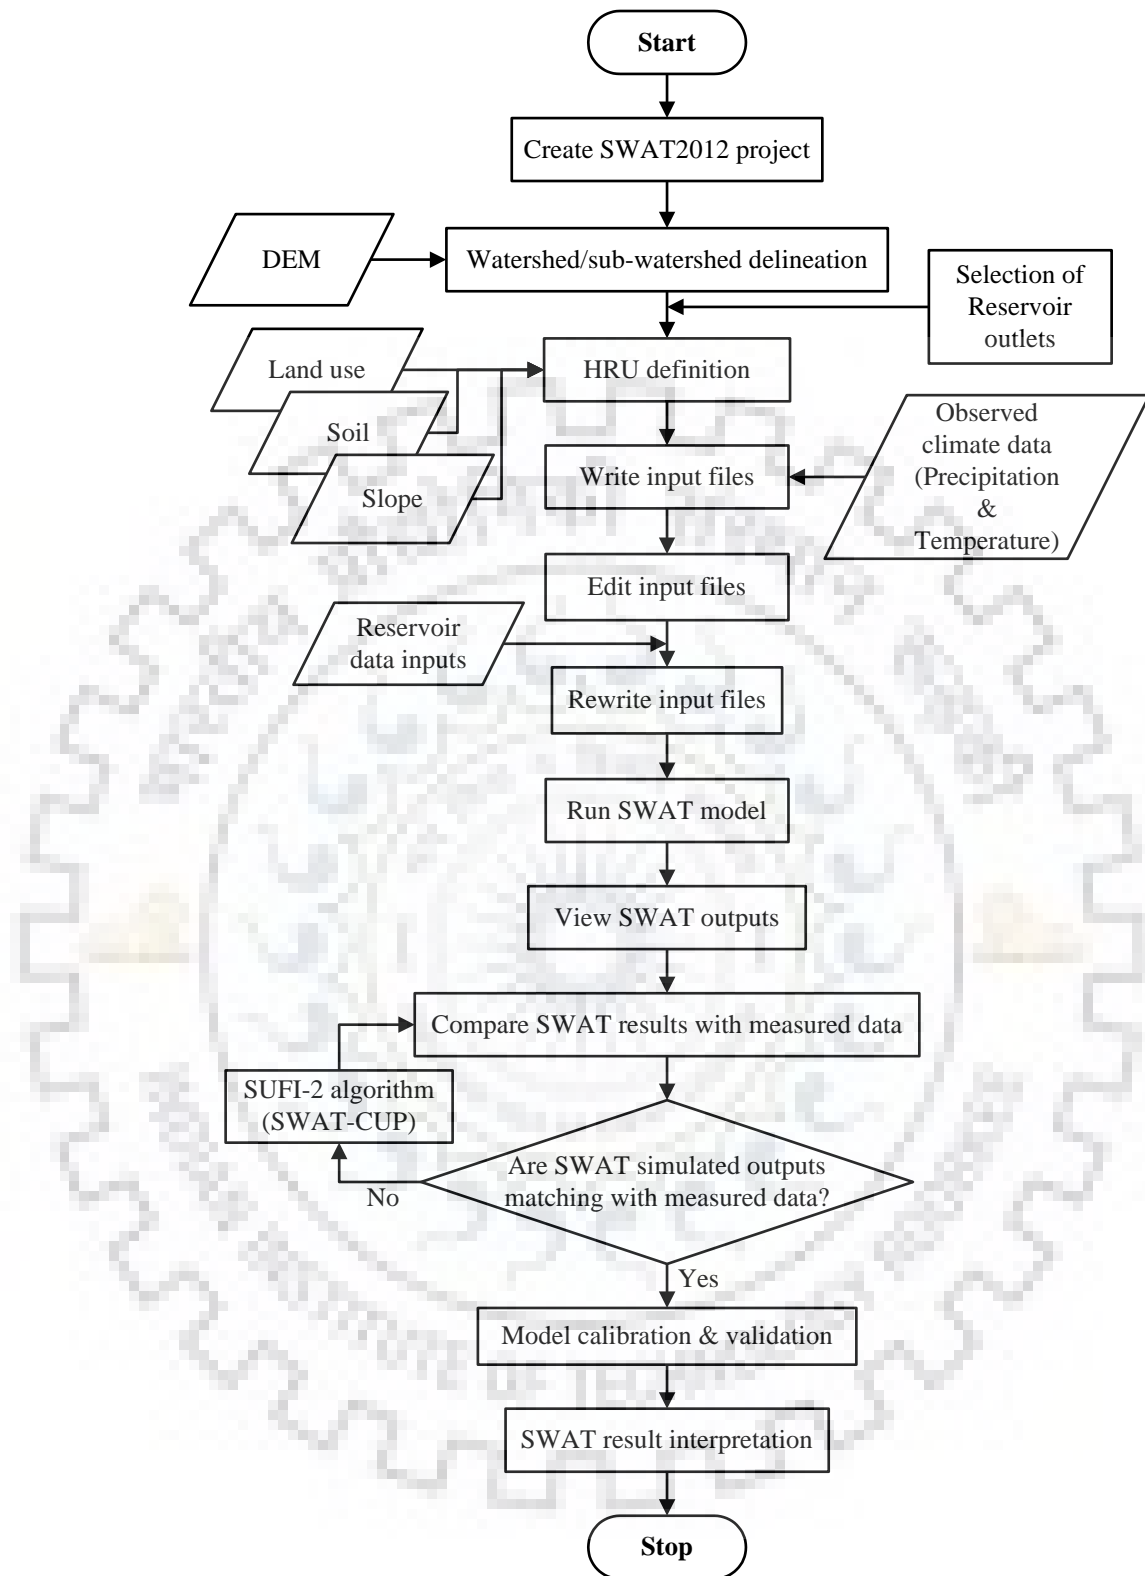 Start
Create SWAT2012 project
DEM
Watershed/sub-watershed delineation
Selection of
Reservoir
outlets
Land use
HRU definition
Soil
Slope
Observed
climate data
(Precipitation
&
Temperature)
Write input files
Edit input files
Reservoir
data inputs
Rewrite input files
Run SWAT model
View SWAT outputs
Compare SWAT results with measured data
SUFI-2 algorithm
(SWAT-CUP)
Are SWAT simulated outputs
matching with measured data?
No
Yes
Model calibration & validation
SWAT result interpretation
Stop